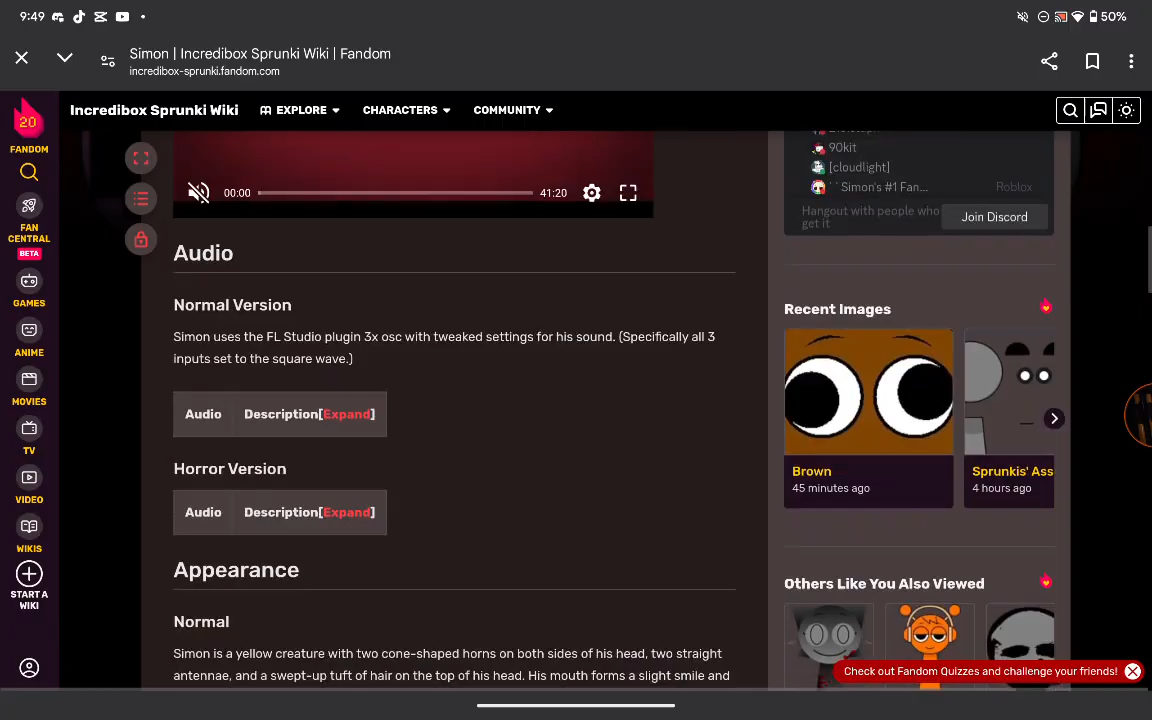 9:49
50%
Simon | Incredibox Sprunki Wiki | Fandom
incredibox-sprunki.fandom.com
20
FANDOM
FAN
CENTRAL
BETA
GAMES
ANIME
MOVIES
TV
VIDEO
WIKIS
START A
WIKI
Incredibox Sprunki Wiki
EXPLORE
CHARACTERS
COMMUNITY
00:00
41:20
Audio
Normal Version
Simon uses the FL Studio plugin 3x osc with tweaked settings for his sound. (Specifically all 3
inputs set to the square wave.)
Audio Description[Expand]
Horror Version
Audio Description[Expand]
Appearance
Normal
Simon is a yellow creature with two cone-shaped horns on both sides of his head, two straight
antennae, and a swept-up tuft of hair on the top of his head. His mouth forms a slight smile and
90kit
[cloudlight]
``Simon's #1 Fan... Roblox
Hangout with people who
get it
Join Discord
Recent Images
Brown
45 minutes ago
Sprunkis' Ass
4 hours ago
Others Like You Also Viewed
Check out Fandom Quizzes and challenge your friends!